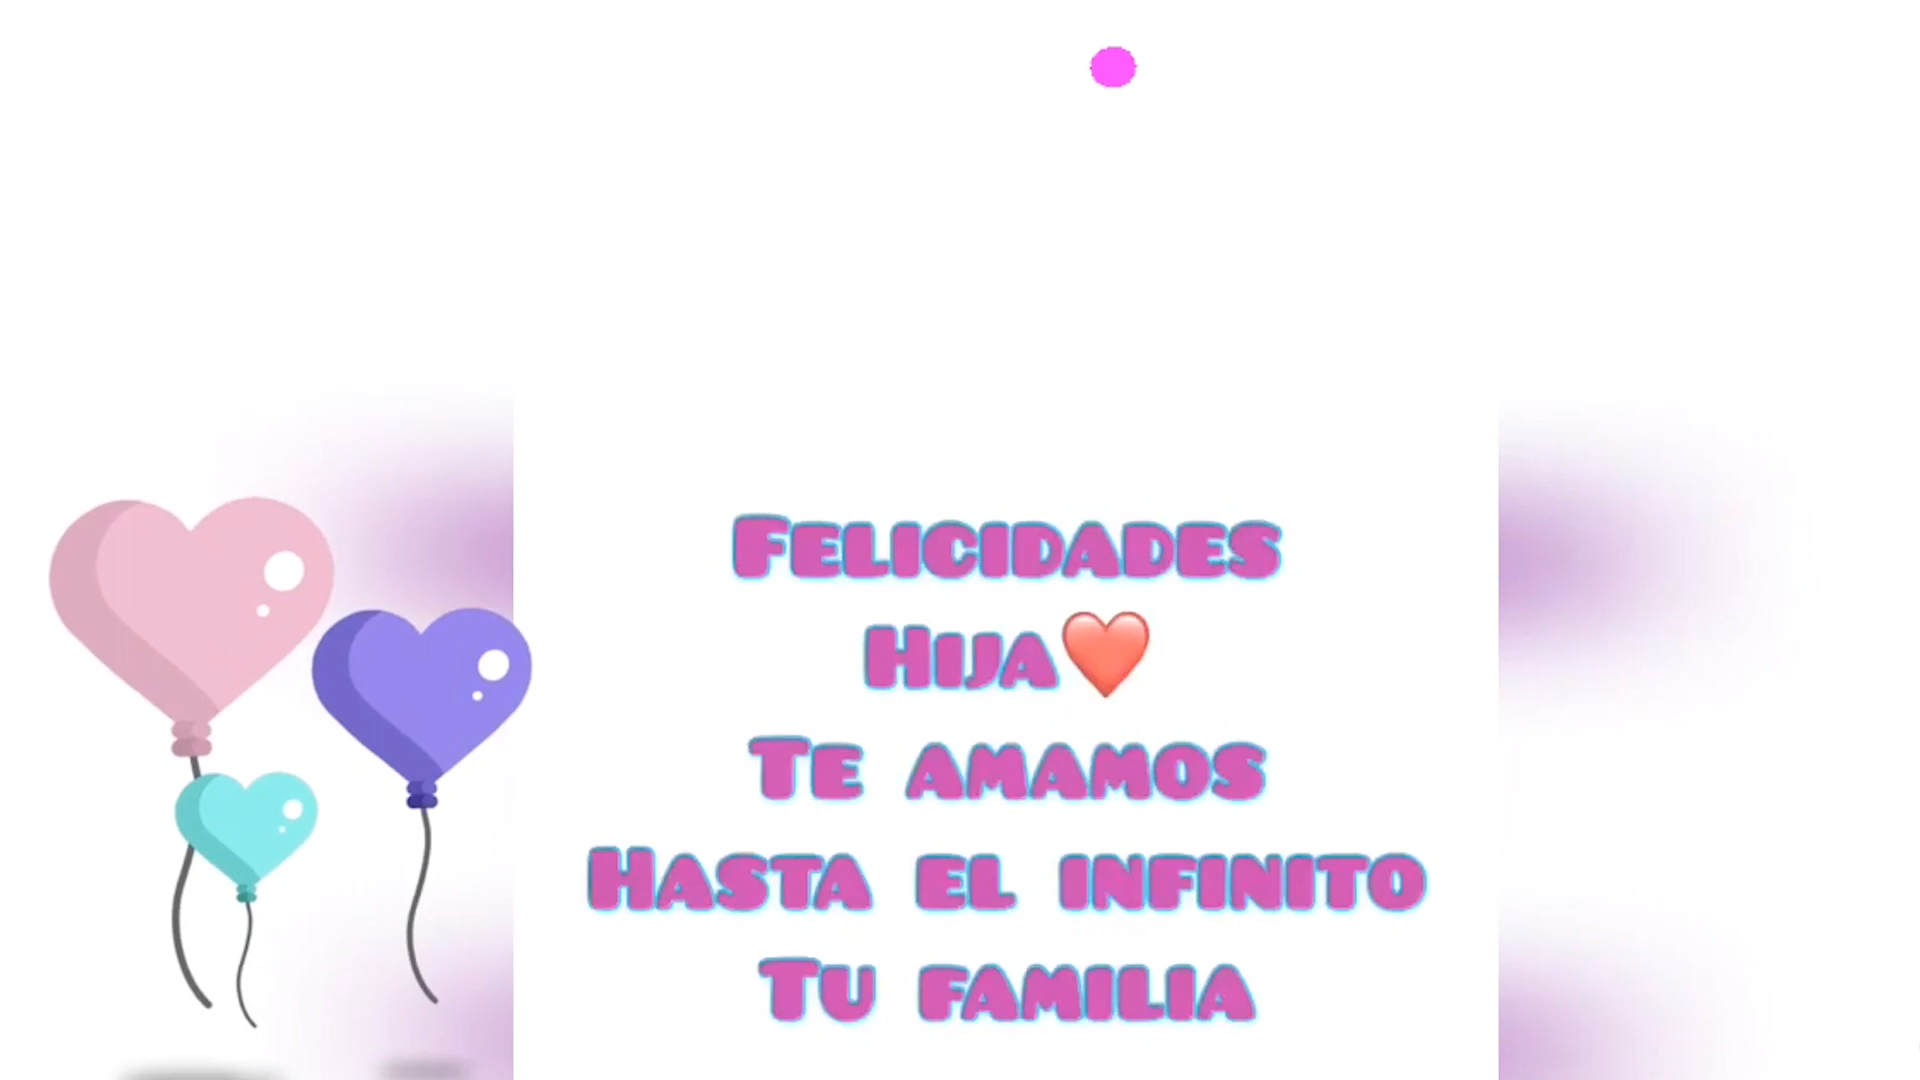 Felicidades
Hija❤️
Te amamos
Hasta el infinito
Tu familia